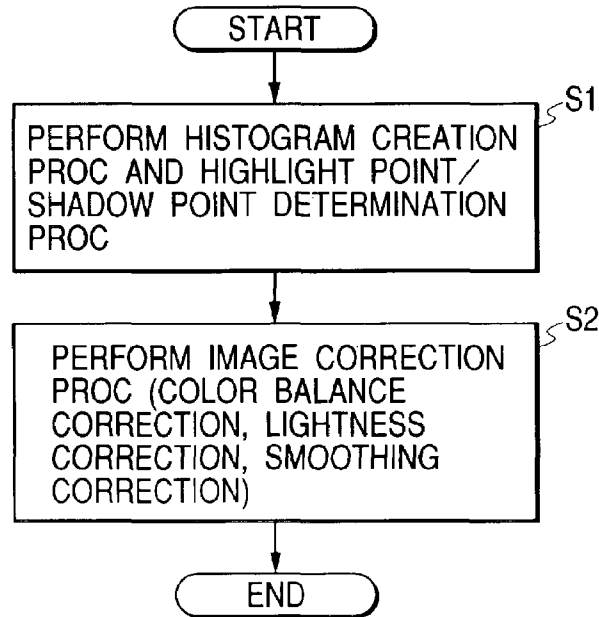 START
S1
PERFORM HISTOGRAM CREATION
PROC AND HIGHLIGHT POINT/
SHADOW POINT DETERMINATION
PROC
S2
PERFORM IMAGE CORRECTION
PROC (COLOR BALANCE
CORRECTION, LIGHTNESS
CORRECTION, SMOOTHING
CORRECTION)
END